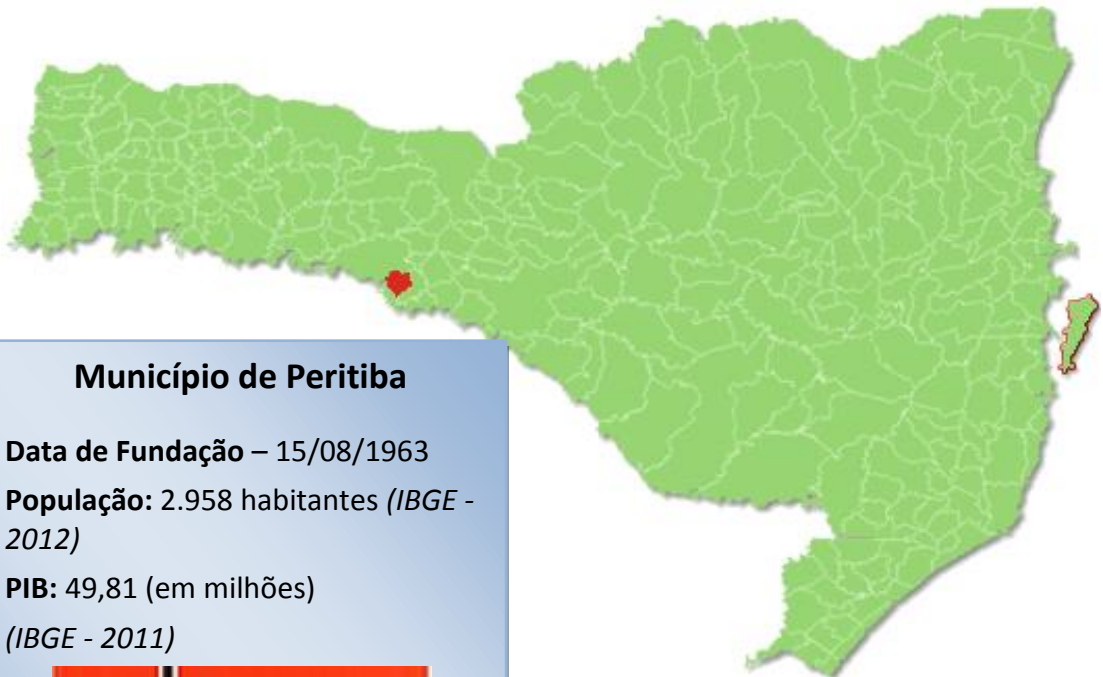 Município de Peritiba
Data de Fundação – 15/08/1963
População: 2.958 habitantes (IBGE -
2012)
PIB: 49,81 (em milhões)
(IBGE - 2011)